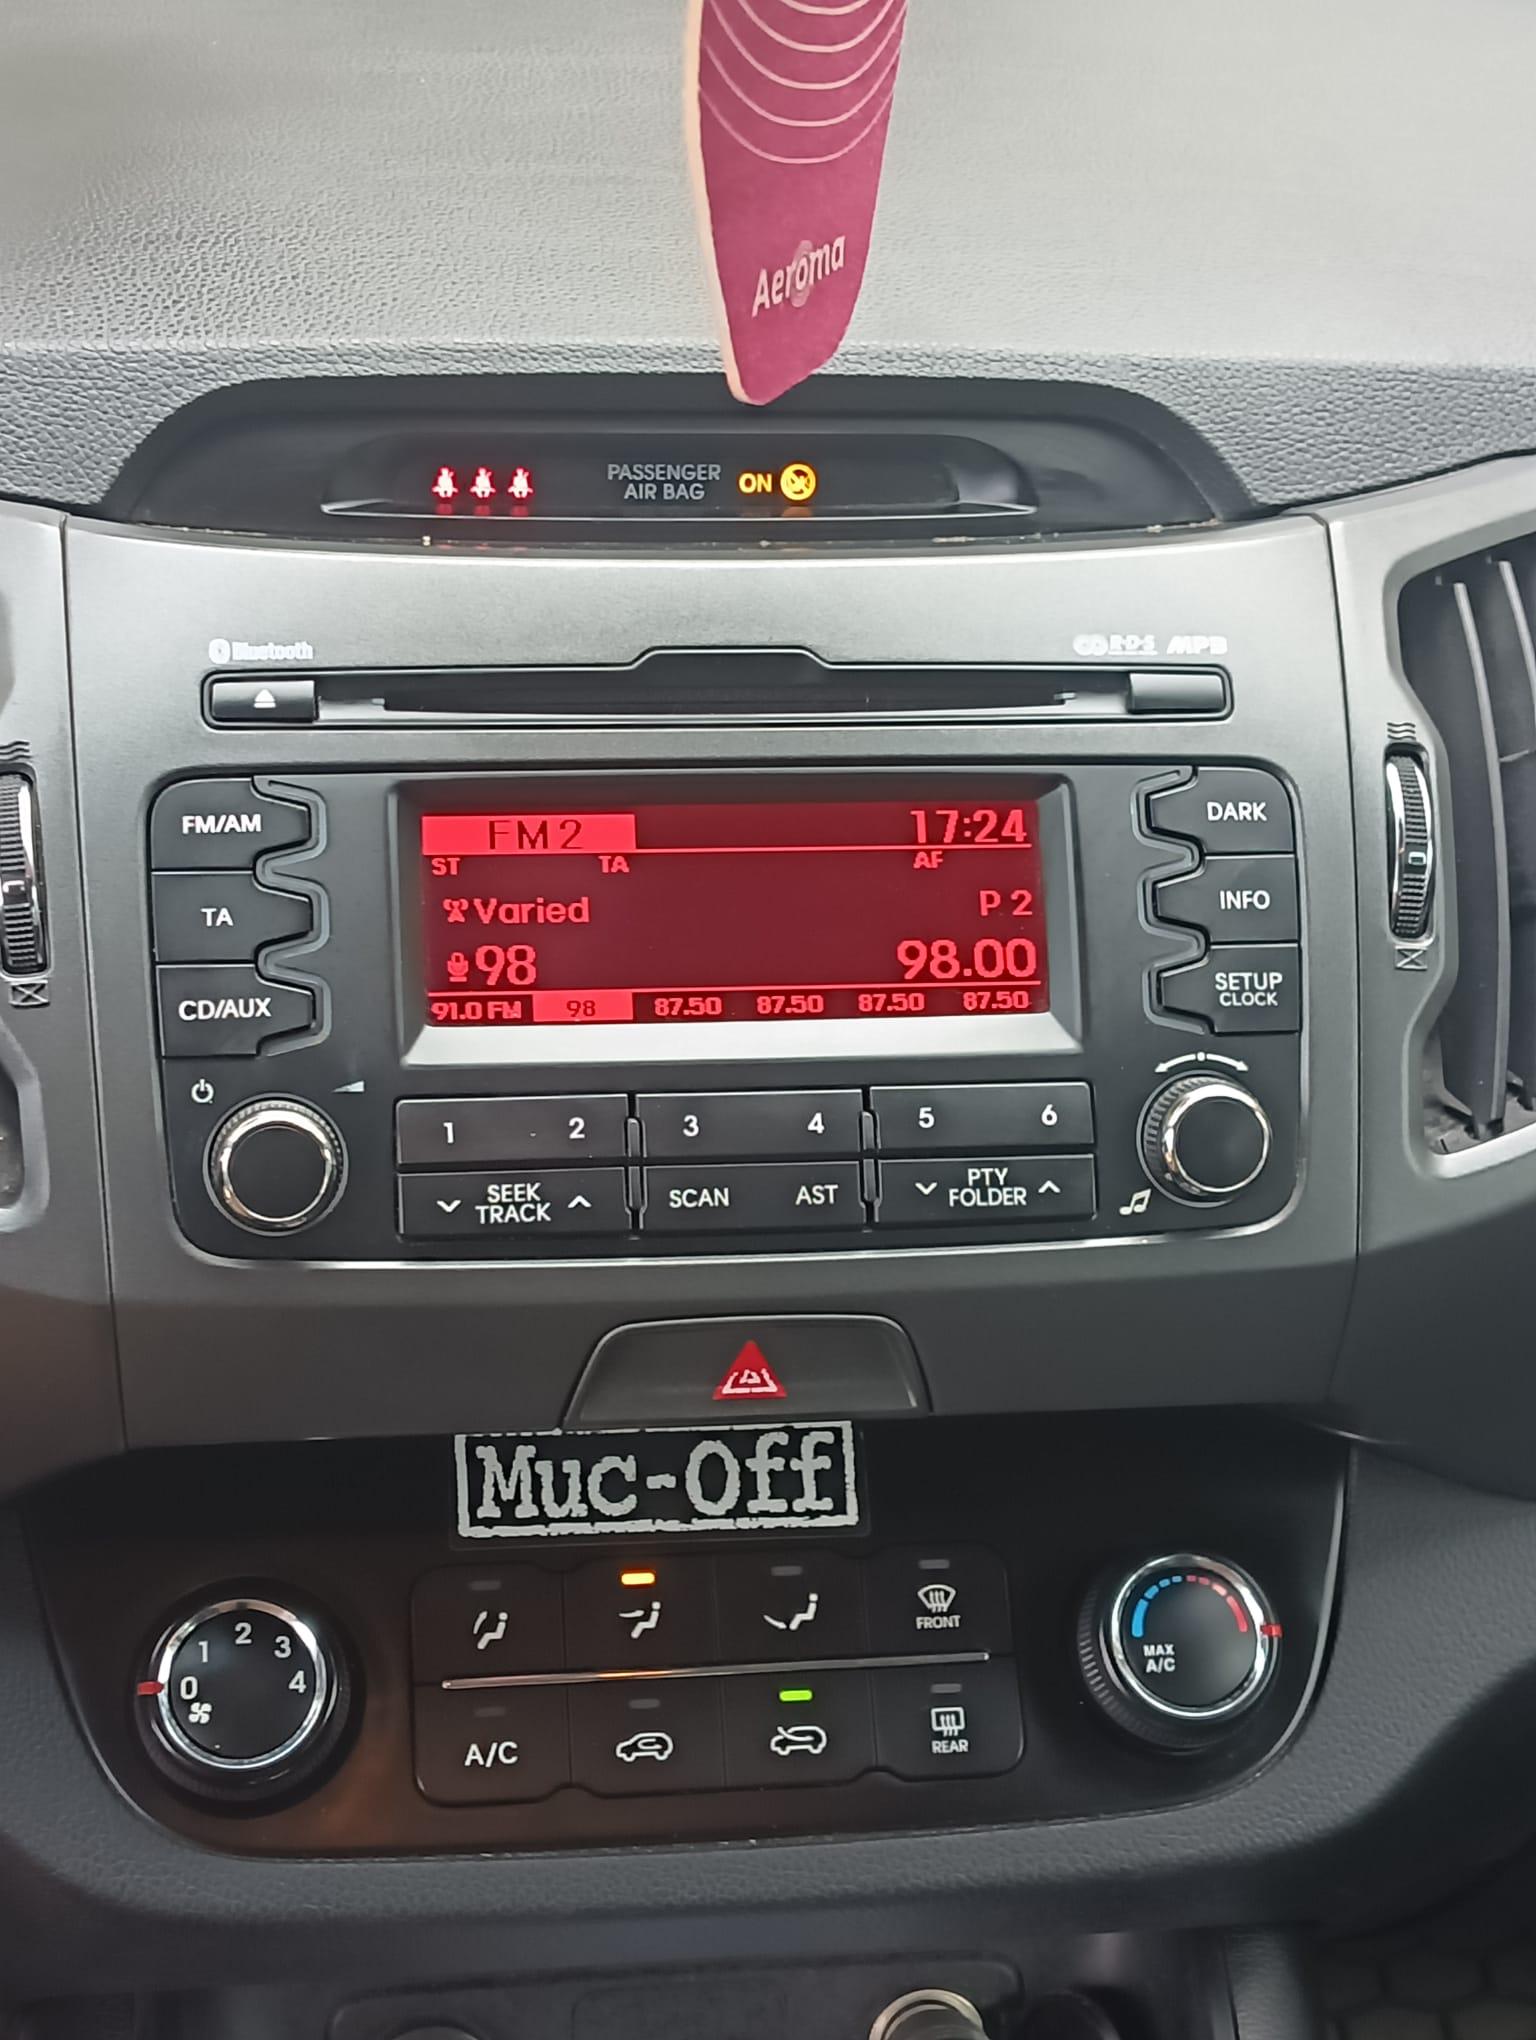 Aeroma
PASSENGER
AIR BAG
ON
Bluetooth
R·D·S
MP3
FM/AM
TA
CD/AUX
DARK
INFO
SETUP
CLOCK
FM 2
17:24
ST
TA
AF
Varied
P 2
98
98.00
91.0 FM
98
87.50
87.50
87.50
87.50
1
2
3
4
5
6
SEEK
TRACK
SCAN
AST
PTY
FOLDER
Muc-Off
0
1
2
3
4
FRONT
A/C
REAR
MAX
A/C